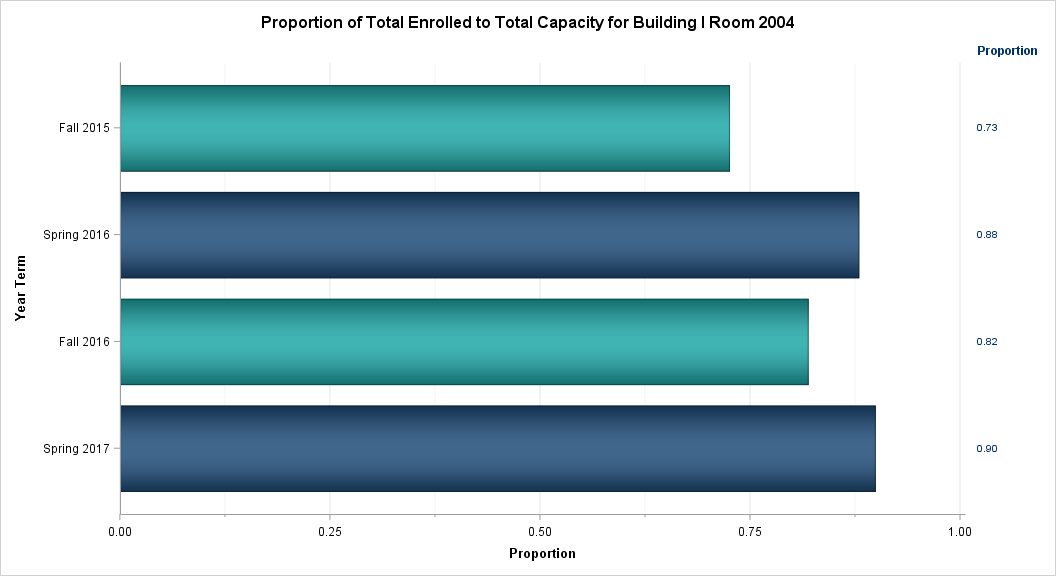 Proportion of Total Enrolled to Total Capacity for Building I Room 2004
Proportion
Fall 2015 0.73
Spring 2016 0.88
Year Term
Fall 2016 0.82
Spring 2017 0.90
0.00 0.25 0.50 0.75 1.00
Proportion